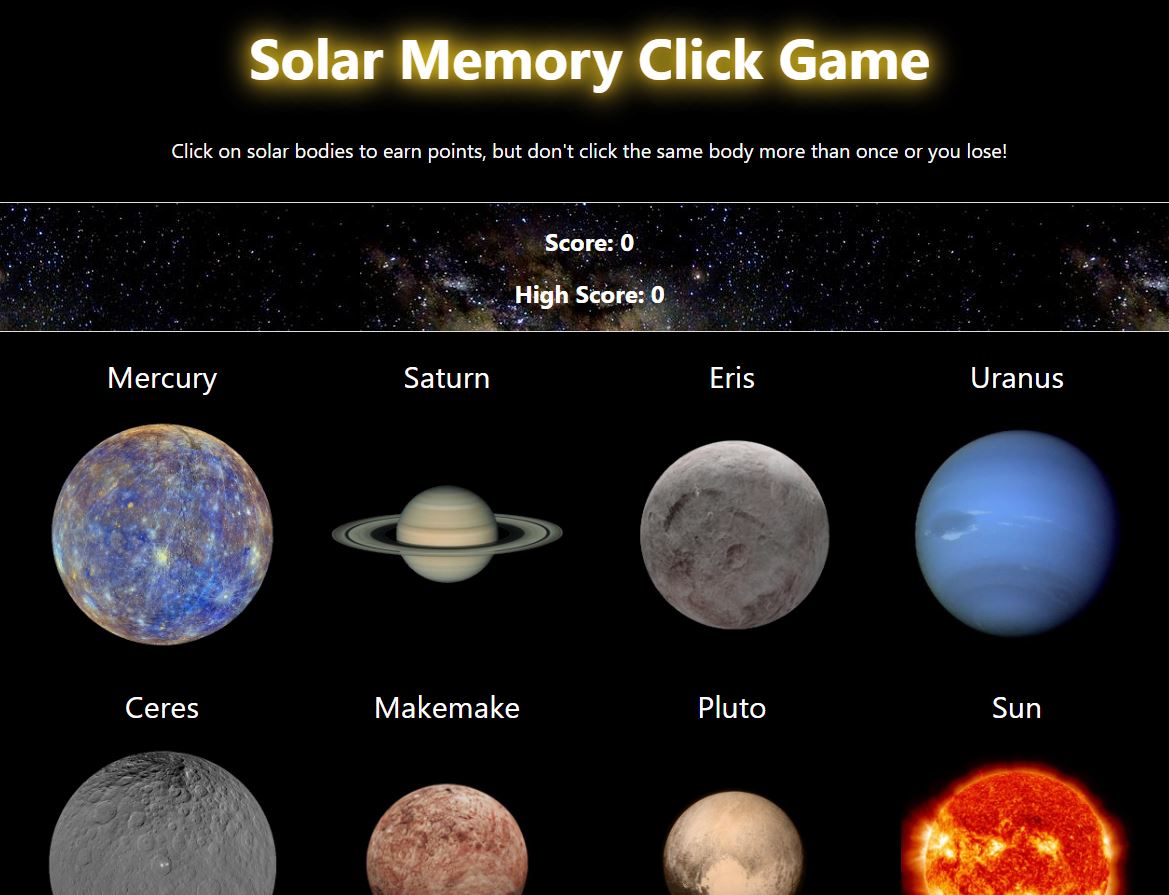 Solar Memory Click Game
Click on solar bodies to earn points, but don't click the same body more than once or you lose!
Score: 0
High Score: 0
Mercury Saturn Eris Uranus
Ceres Makemake Pluto Sun